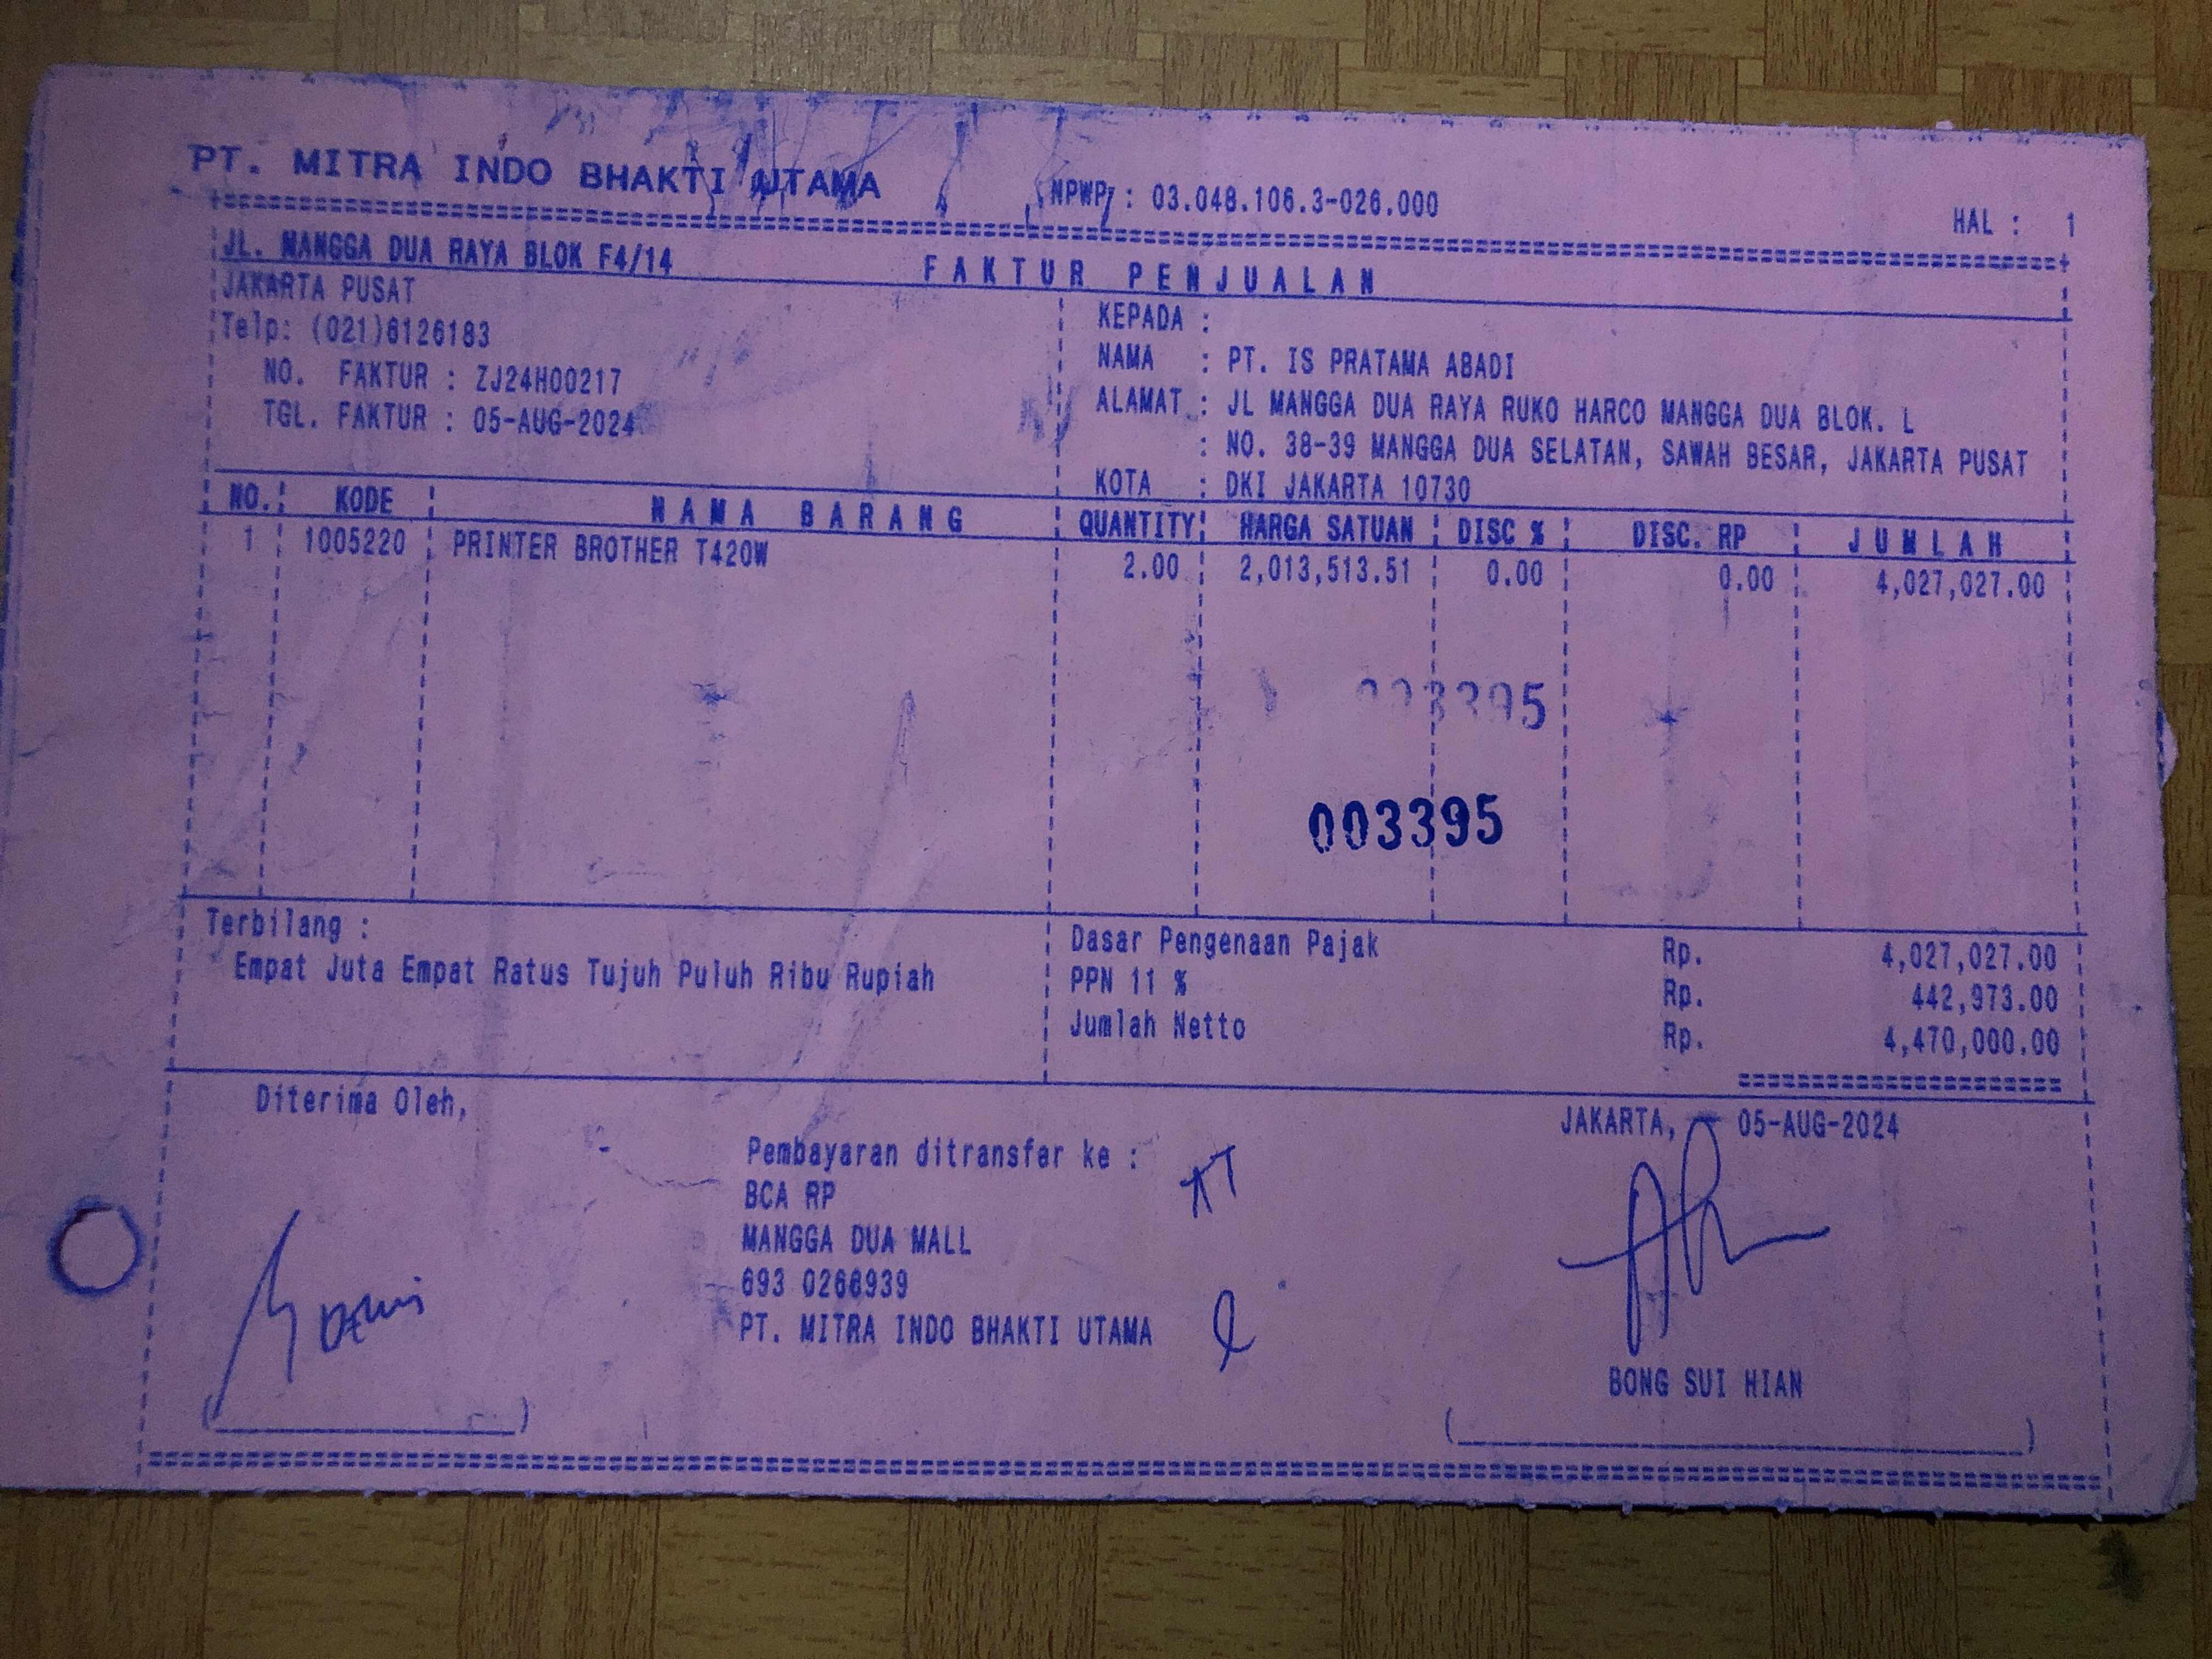 PT. MITRA INDO BHAKTI UTAMA NPWP : 03.048.106.3-026.000 HAL : 1
JL. MANGGA DUA RAYA BLOK F4/14
FAKTUR PENJUALAN
JAKARTA PUSAT
Telp: (021)6126183
NO. FAKTUR : ZJ24H00217
TGL. FAKTUR : 05-AUG-2024
KEPADA :
NAMA : PT. IS PRATAMA ABADI
ALAMAT : JL MANGGA DUA RAYA RUKO HARCO MANGGA DUA BLOK. L
: NO. 38-39 MANGGA DUA SELATAN, SAWAH BESAR, JAKARTA PUSAT
KOTA : DKI JAKARTA 10730
NO. KODE NAMA BARANG QUANTITY HARGA SATUAN DISC % DISC. RP JUMLAH
1 1005220 PRINTER BROTHER T420W 2.00 2,013,513.51 0.00 0.00 4,027,027.00
003395
003395
Terbilang :
Empat Juta Empat Ratus Tujuh Puluh Ribu Rupiah
Dasar Pengenaan Pajak Rp. 4,027,027.00
PPN 11 % Rp. 442,973.00
Jumlah Netto Rp. 4,470,000.00
Diterima Oleh,
Pembayaran ditransfer ke :
BCA RP
MANGGA DUA MALL
693 0266939
PT. MITRA INDO BHAKTI UTAMA
JAKARTA, 05-AUG-2024
BONG SUI HIAN